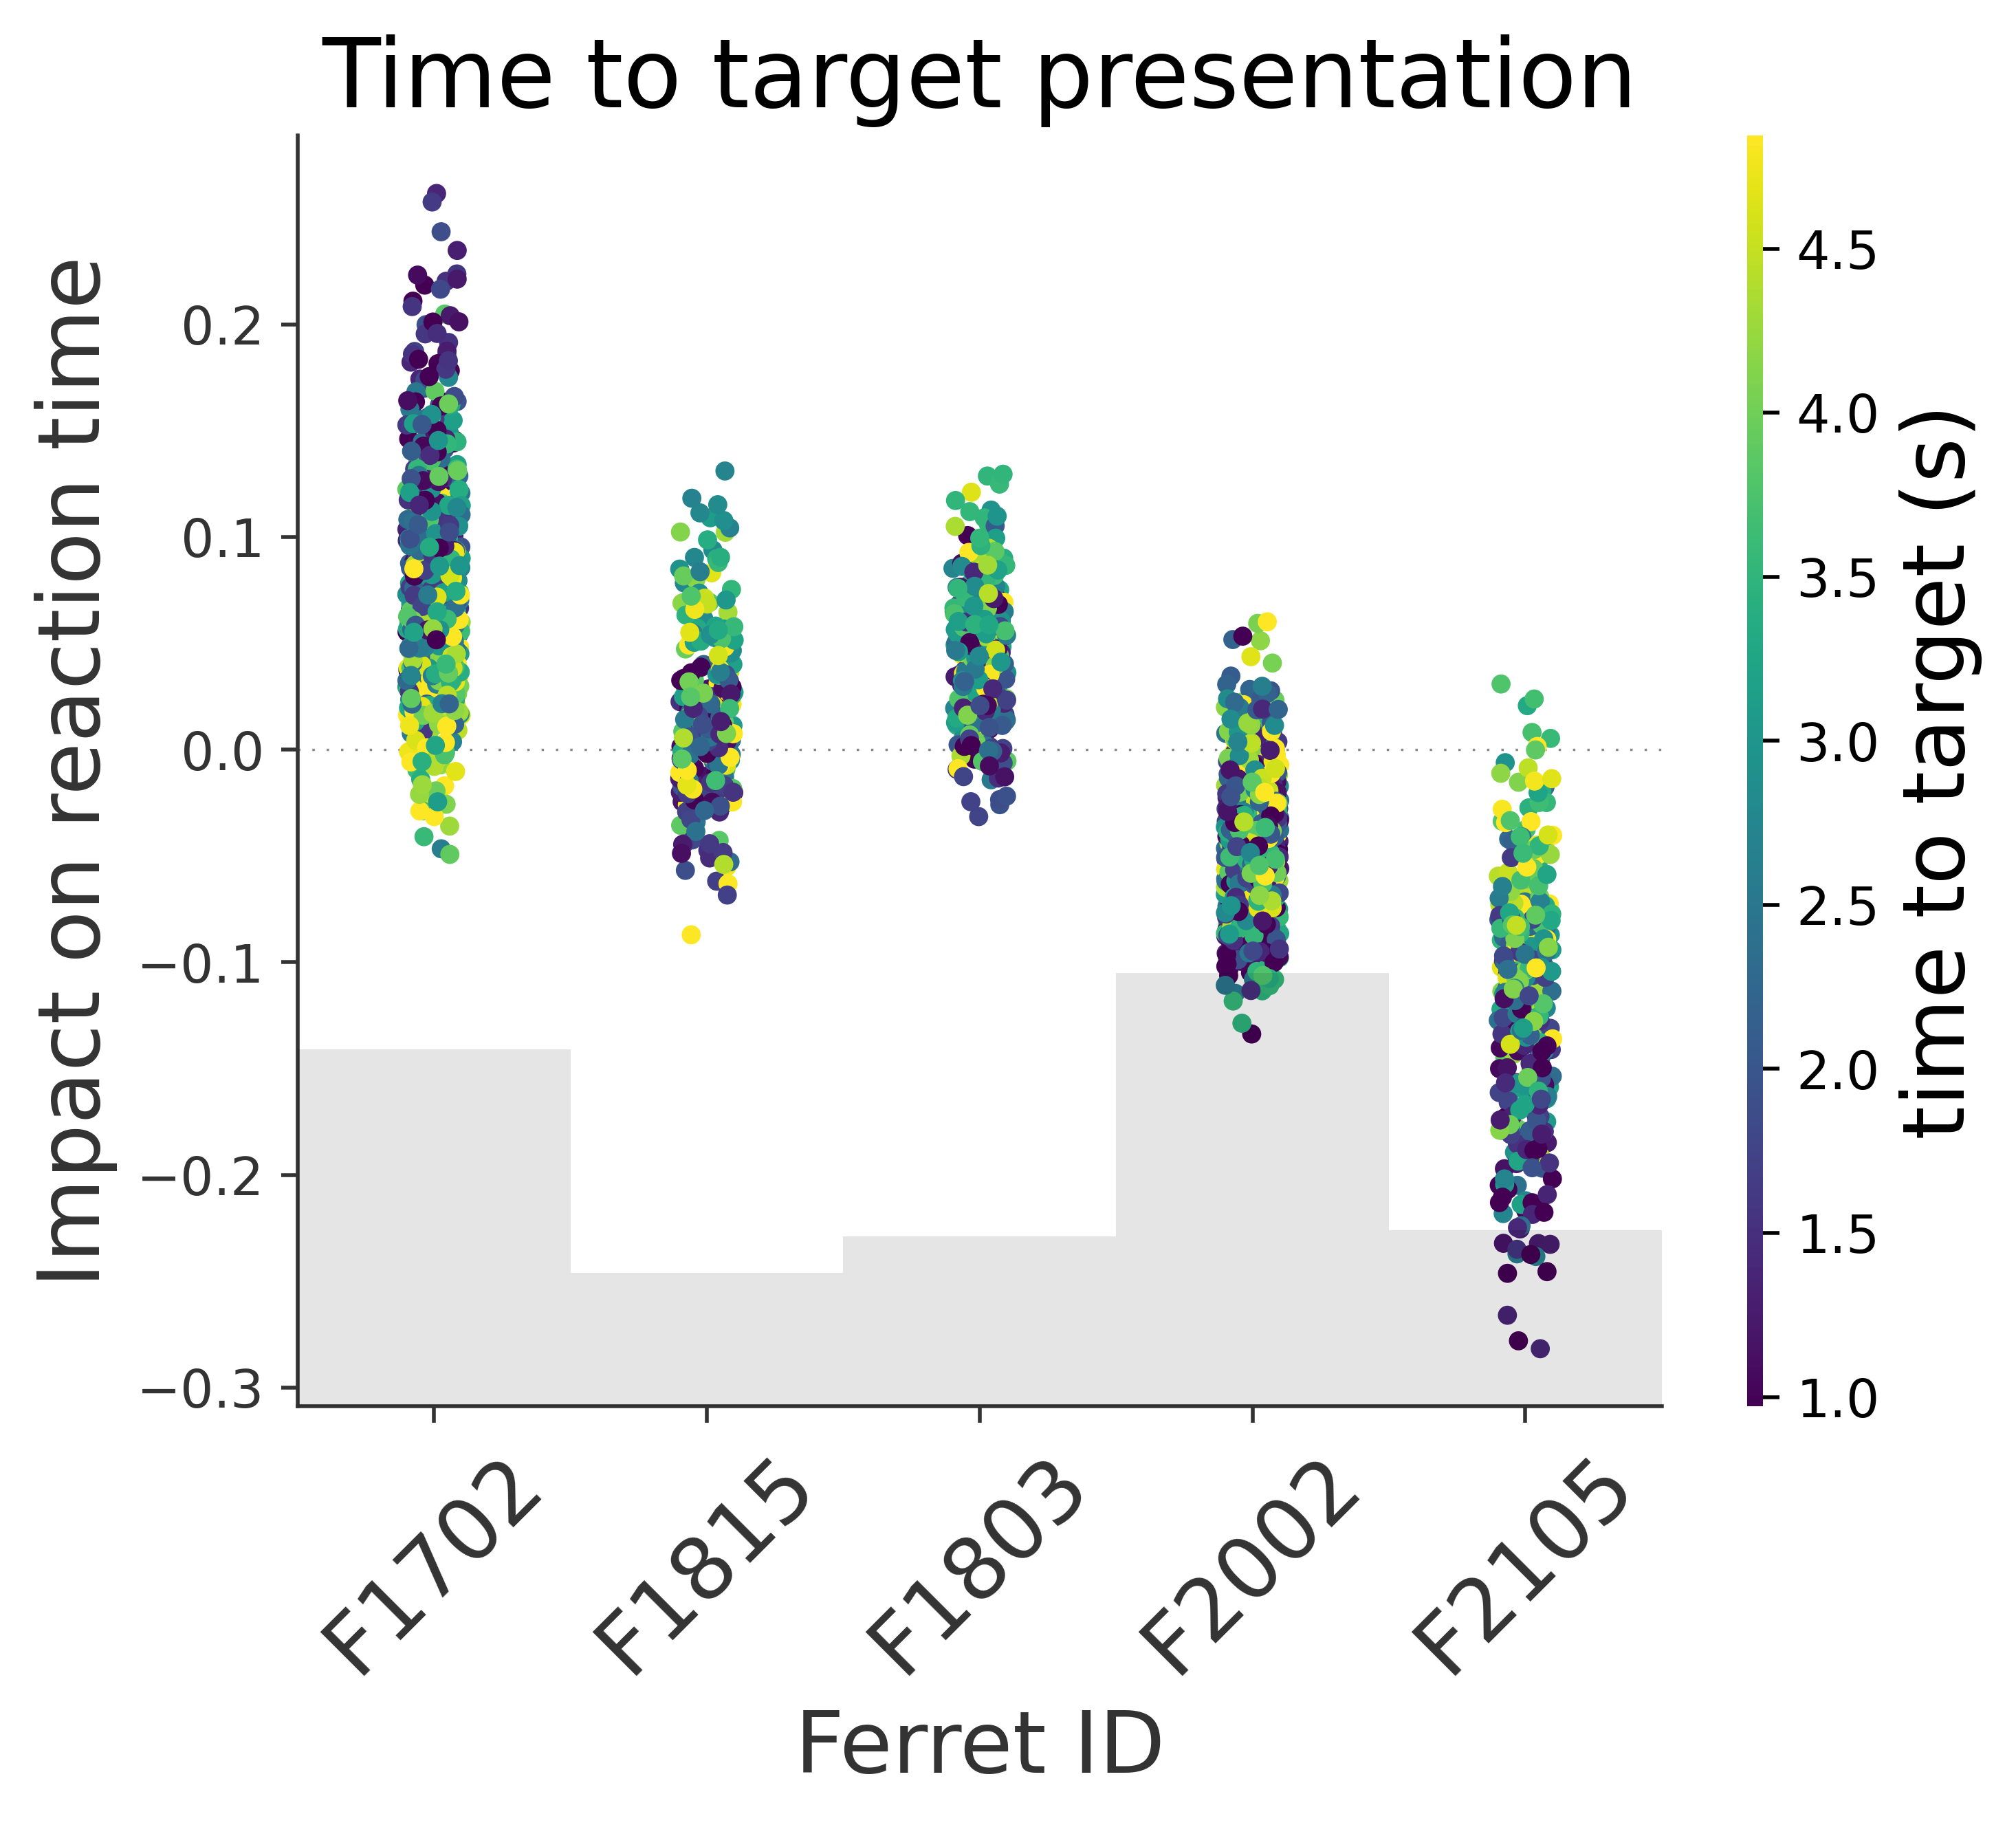 Time to target presentation
Impact on reaction time
0.2
0.1
0.0
−0.1
−0.2
−0.3
F1702
F1815
F1803
F2002
F2105
Ferret ID
4.5
4.0
3.5
3.0
2.5
2.0
1.5
1.0
time to target (s)